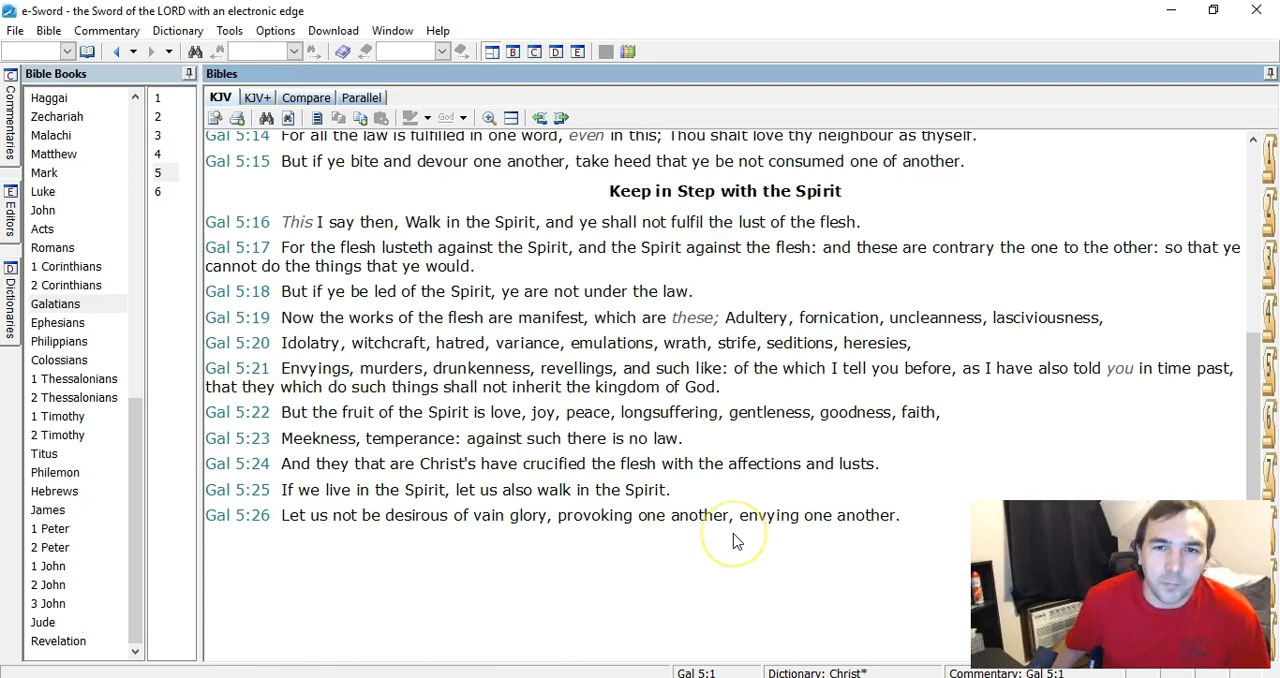 e-Sword - the Sword of the LORD with an electronic edge
File Bible Commentary Dictionary Tools Options Download Window Help
B C D E
C Commentaries
E Editors
D Dictionaries
Bible Books
Haggai
Zechariah
Malachi
Matthew
Mark
Luke
John
Acts
Romans
1 Corinthians
2 Corinthians
Galatians
Ephesians
Philippians
Colossians
1 Thessalonians
2 Thessalonians
1 Timothy
2 Timothy
Titus
Philemon
Hebrews
James
1 Peter
2 Peter
1 John
2 John
3 John
Jude
Revelation
1
2
3
4
5
6
Bibles
KJV KJV+ Compare Parallel
God
Gal 5:14 For all the law is fulfilled in one word, even in this; Thou shalt love thy neighbour as thyself.
Gal 5:15 But if ye bite and devour one another, take heed that ye be not consumed one of another.
Keep in Step with the Spirit
Gal 5:16 This I say then, Walk in the Spirit, and ye shall not fulfil the lust of the flesh.
Gal 5:17 For the flesh lusteth against the Spirit, and the Spirit against the flesh: and these are contrary the one to the other: so that ye
cannot do the things that ye would.
Gal 5:18 But if ye be led of the Spirit, ye are not under the law.
Gal 5:19 Now the works of the flesh are manifest, which are these; Adultery, fornication, uncleanness, lasciviousness,
Gal 5:20 Idolatry, witchcraft, hatred, variance, emulations, wrath, strife, seditions, heresies,
Gal 5:21 Envyings, murders, drunkenness, revellings, and such like: of the which I tell you before, as I have also told you in time past,
that they which do such things shall not inherit the kingdom of God.
Gal 5:22 But the fruit of the Spirit is love, joy, peace, longsuffering, gentleness, goodness, faith,
Gal 5:23 Meekness, temperance: against such there is no law.
Gal 5:24 And they that are Christ's have crucified the flesh with the affections and lusts.
Gal 5:25 If we live in the Spirit, let us also walk in the Spirit.
Gal 5:26 Let us not be desirous of vain glory, provoking one another, envying one another.
1
2
3
4
5
6
7
Gal 5:1 Dictionary: Christ* Commentary: Gal 5:1